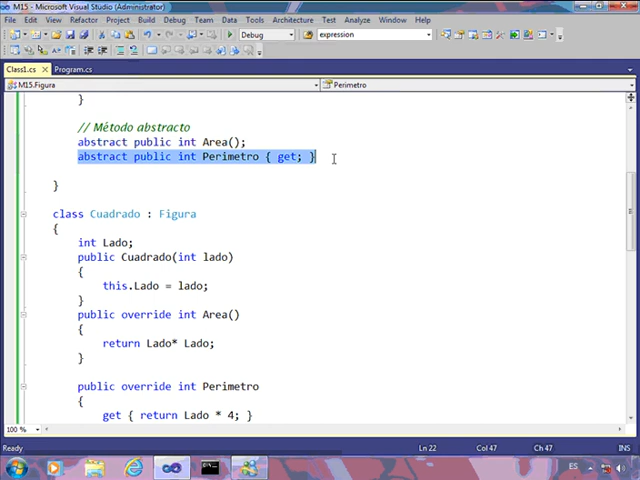 M15 - Microsoft Visual Studio (Administrator)
File Edit View Refactor Project Build Debug Team Data Tools Architecture Test Analyze Window Help
Debug expression
Class1.cs Program.cs
M15.Figura Perimetro
}
// Método abstracto
abstract public int Area();
abstract public int Perimetro { get; }
}
class Cuadrado : Figura
{
int Lado;
public Cuadrado(int lado)
{
this.Lado = lado;
}
public override int Area()
{
return Lado* Lado;
}
public override int Perimetro
get { return Lado * 4; }
100 %
Ready Ln 22 Col 47 Ch 47 INS
ES